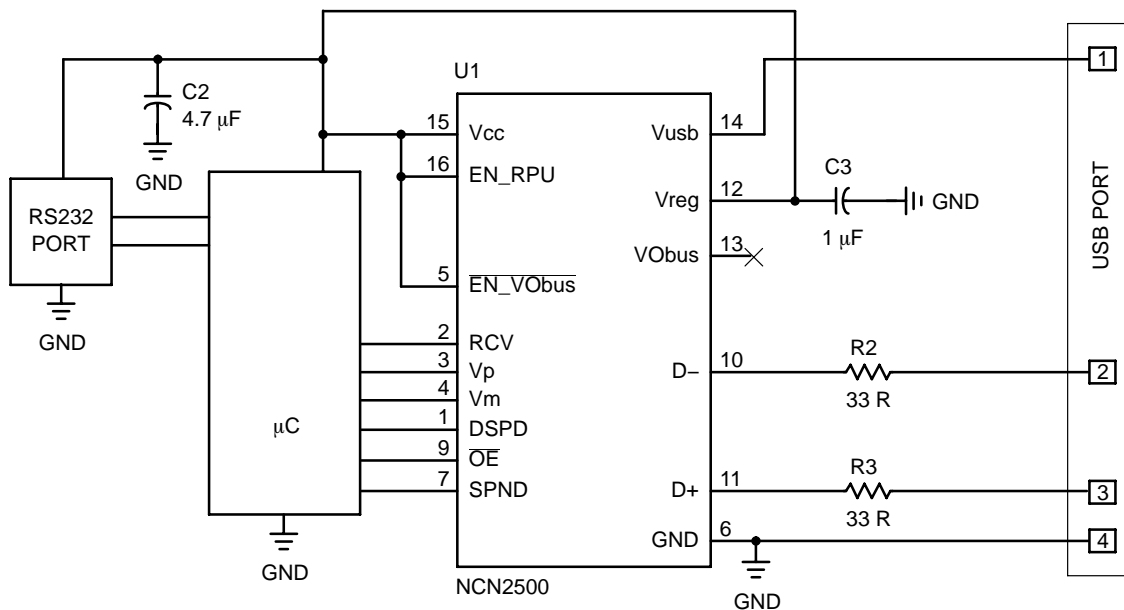 U1
C2
4.7 μF
GND
RS232
PORT
GND
μC
GND
15
Vcc
16
EN_RPU
5
EN_VObus
2
RCV
3
Vp
4
Vm
1
DSPD
9
OE
7
SPND
Vusb
14
Vreg
12
VObus
13
D−
10
D+
11
GND
6
NCN2500
C3
1 μF
GND
R2
33 R
R3
33 R
GND
USB PORT
1
2
3
4